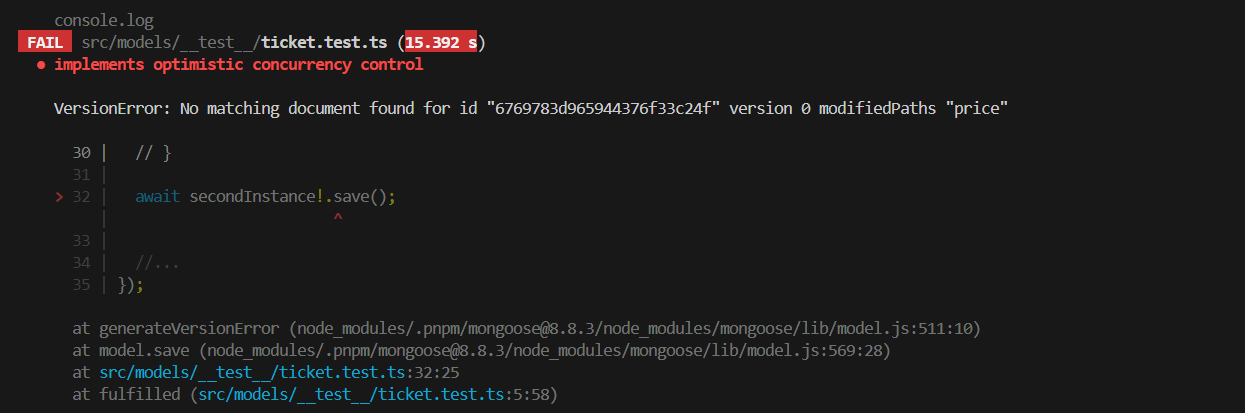 console.log
FAIL src/models/__test__/ticket.test.ts (15.392 s)
● implements optimistic concurrency control
VersionError: No matching document found for id "6769783d965944376f33c24f" version 0 modifiedPaths "price"
30 | // }
31 |
> 32 | await secondInstance!.save();
| ^
33 |
34 | //...
35 | });
at generateVersionError (node_modules/.pnpm/mongoose@8.8.3/node_modules/mongoose/lib/model.js:511:10)
at model.save (node_modules/.pnpm/mongoose@8.8.3/node_modules/mongoose/lib/model.js:569:28)
at src/models/__test__/ticket.test.ts:32:25
at fulfilled (src/models/__test__/ticket.test.ts:5:58)